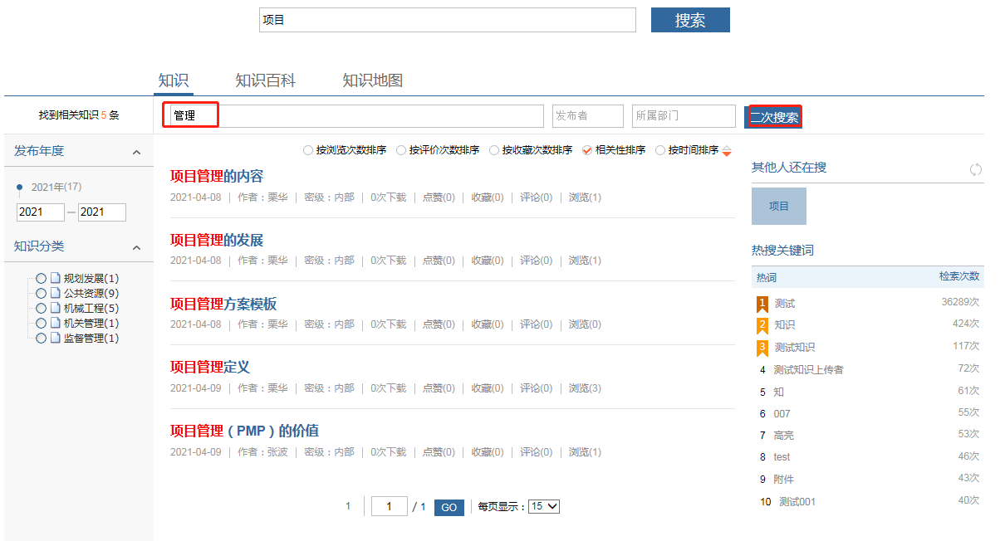 项目 搜索
知识 知识百科 知识地图
找到相关知识 5 条 管理 发布者 所属部门 二次搜索
按浏览次数排序 按评价次数排序 按收藏次数排序 相关性排序 按时间排序
发布年度
2021年(17)
2021 — 2021
知识分类
规划发展(1)
公共资源(9)
机械工程(5)
机关管理(1)
监督管理(1)
项目管理的内容
2021-04-08 | 作者：栗华 | 密级：内部 | 0次下载 | 点赞(0) | 收藏(0) | 评论(0) | 浏览(1)
项目管理的发展
2021-04-08 | 作者：栗华 | 密级：内部 | 0次下载 | 点赞(0) | 收藏(0) | 评论(0) | 浏览(1)
项目管理方案模板
2021-04-08 | 作者：栗华 | 密级：内部 | 0次下载 | 点赞(0) | 收藏(0) | 评论(0) | 浏览(0)
项目管理定义
2021-04-09 | 作者：栗华 | 密级：内部 | 0次下载 | 点赞(0) | 收藏(0) | 评论(0) | 浏览(3)
项目管理（PMP）的价值
2021-04-09 | 作者：张波 | 密级：内部 | 0次下载 | 点赞(0) | 收藏(0) | 评论(0) | 浏览(1)
1 | 1 / 1 GO | 每页显示：15
其他人还在搜
项目
热搜关键词
热词 检索次数
1 测试 36289次
2 知识 424次
3 测试知识 117次
4 测试知识上传者 72次
5 知 61次
6 007 55次
7 高亮 53次
8 test 46次
9 附件 43次
10 测试001 40次